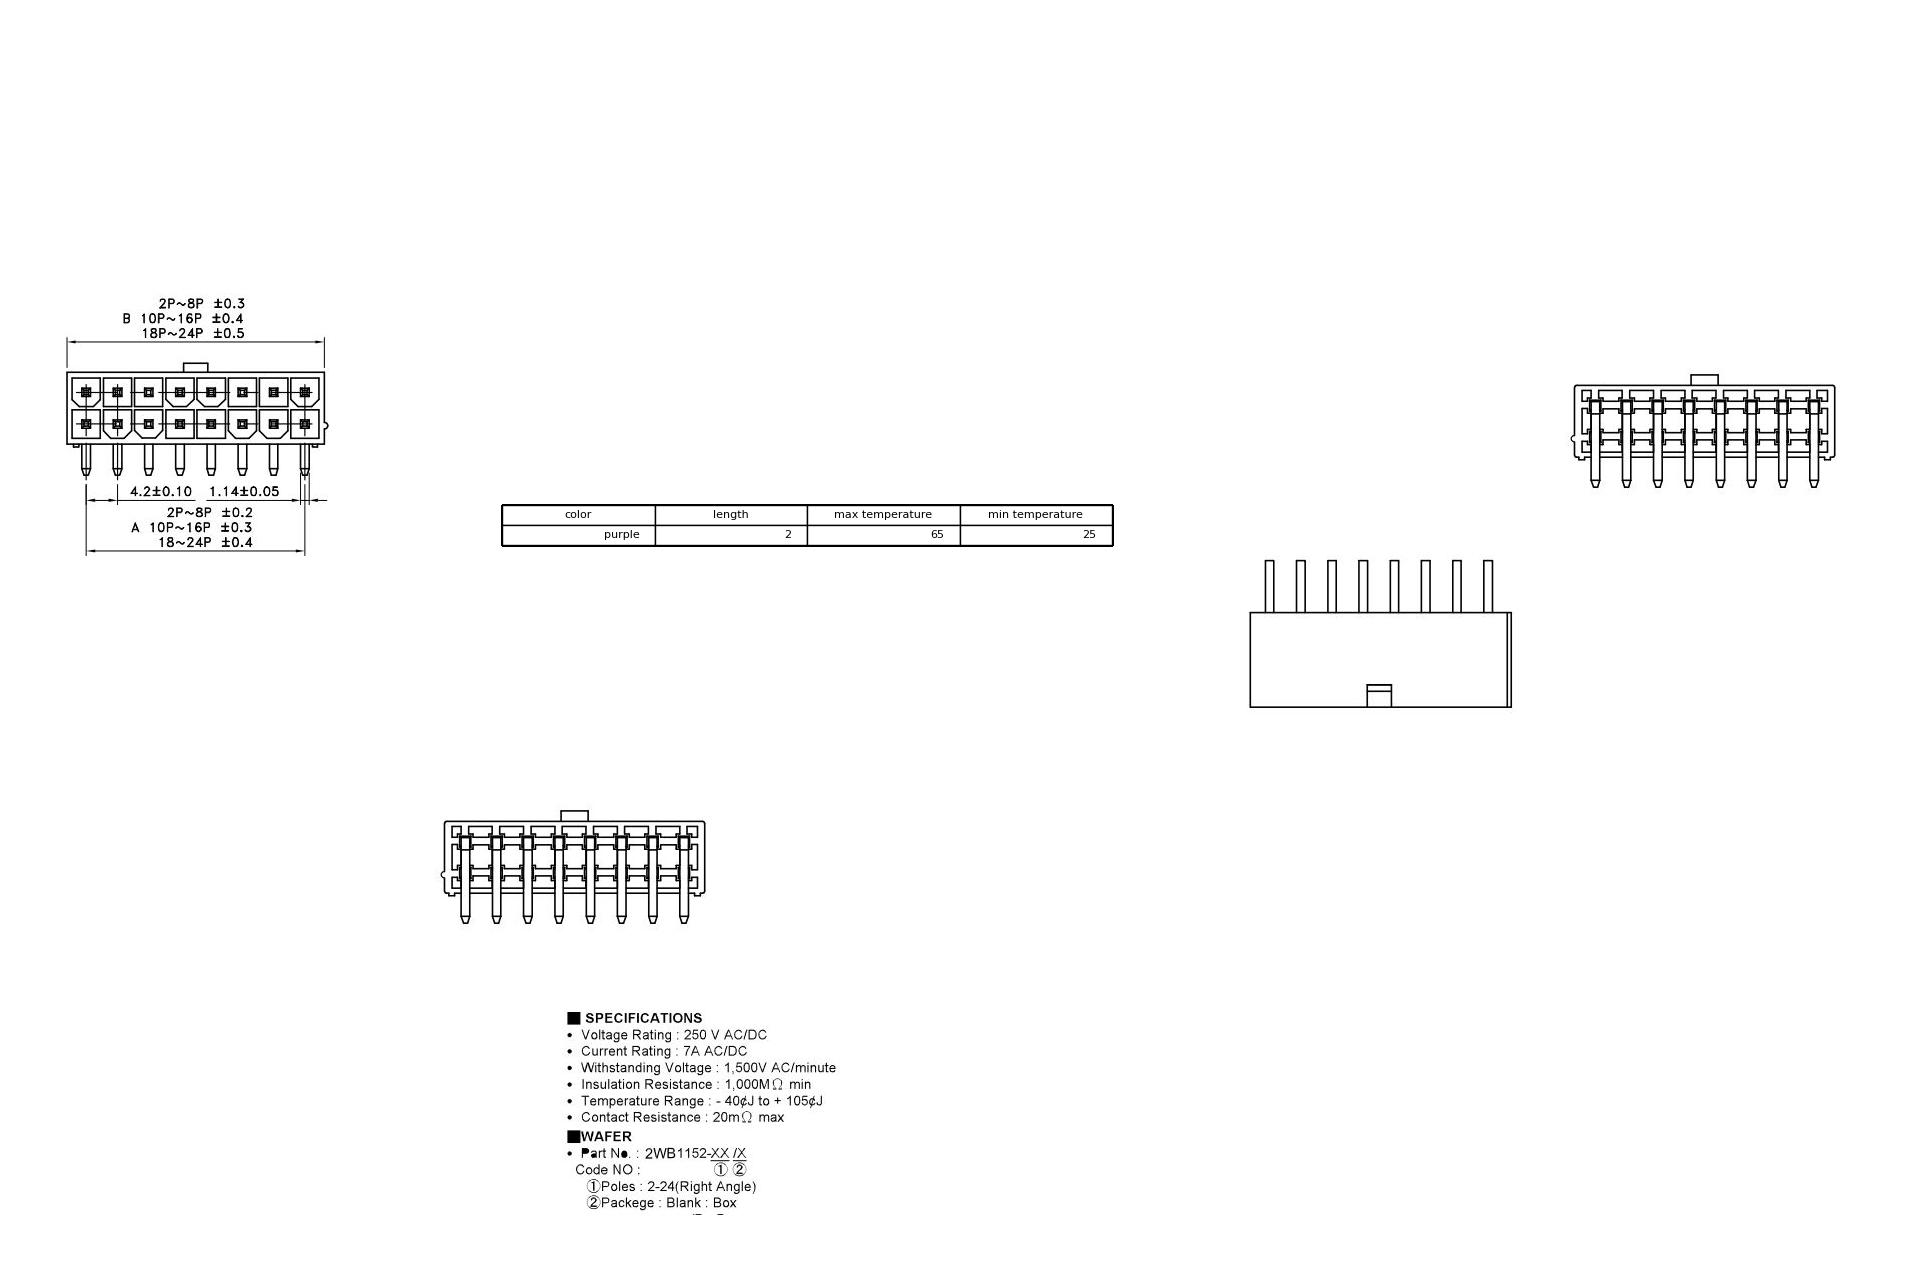 2P~8P ±0.3
B 10P~16P ±0.4
18P~24P ±0.5
4.2±0.10 1.14±0.05
2P~8P ±0.2
A 10P~16P ±0.3
18~24P ±0.4
color length max temperature min temperature
purple 2 65 25
■ SPECIFICATIONS
• Voltage Rating : 250 V AC/DC
• Current Rating : 7A AC/DC
• Withstanding Voltage : 1,500V AC/minute
• Insulation Resistance : 1,000MΩ min
• Temperature Range : - 40¢J to + 105¢J
• Contact Resistance : 20mΩ max
■WAFER
• Part No. : 2WB1152-XX /X
Code NO : ① ②
①Poles : 2-24(Right Angle)
②Packege : Blank : Box